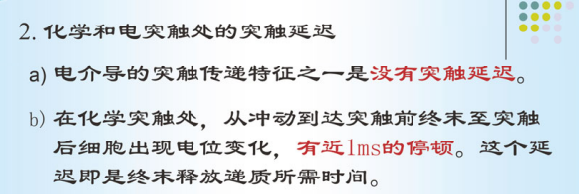 2. 化学和电突触处的突触延迟
a) 电介导的突触传递特征之一是没有突触延迟。
b) 在化学突触处，从冲动到达突触前终末至突触
后细胞出现电位变化，有近1ms的停顿。这个延
迟即是终末释放递质所需时间。